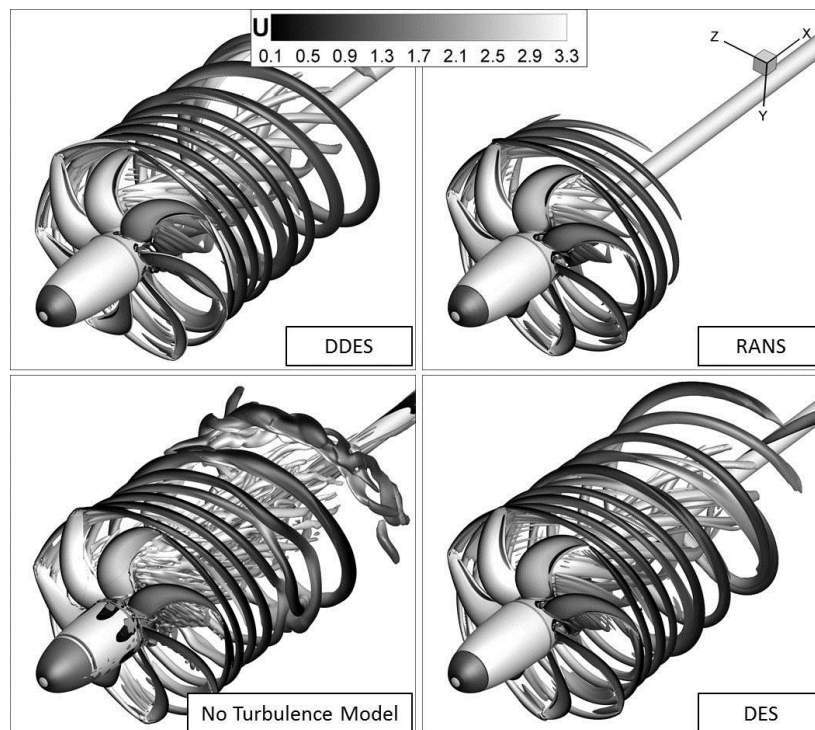 U
0.1 0.5 0.9 1.3 1.7 2.1 2.5 2.9 3.3
Z
X
Y
DDES
RANS
No Turbulence Model
DES